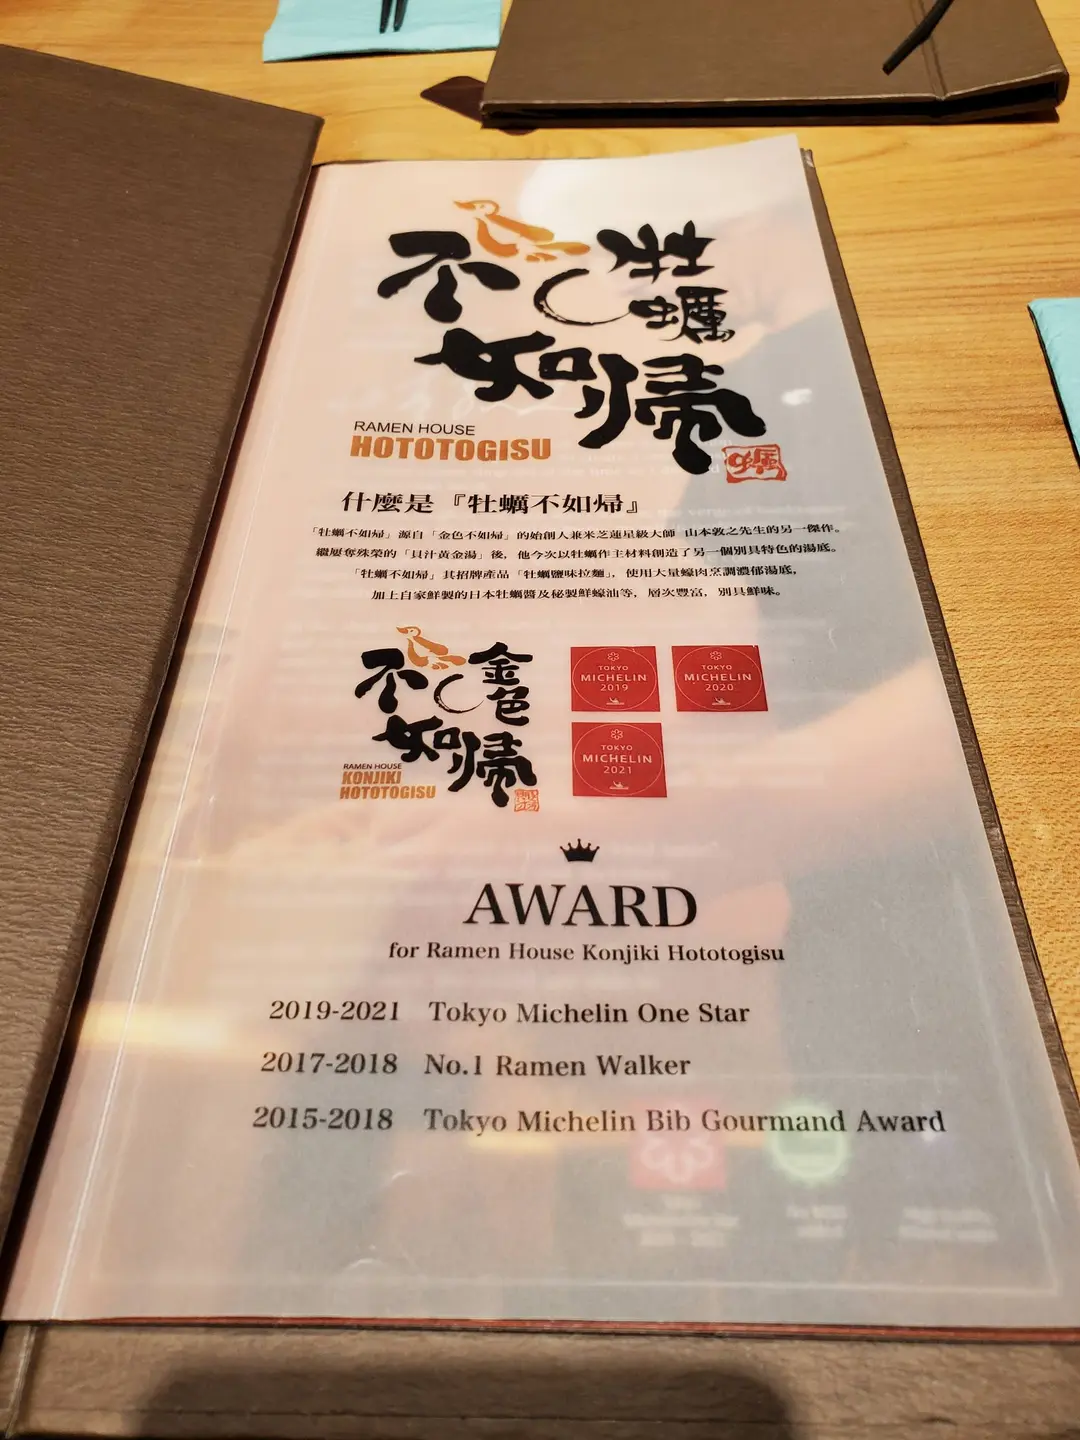 不如帰
牡蠣
RAMEN HOUSE
HOTOTOGISU
什麼是『牡蠣不如帰』
「牡蠣不如帰」源自「金色不如帰」的始創人兼米芝蓮星級大師 山本敦之先生的另一傑作。
繼屢奪殊榮的「貝汁黃金湯」後，他今次以牡蠣作主材料創造了另一個別具特色的湯底。
「牡蠣不如帰」其招牌產品「牡蠣鹽味拉麵」，使用大量蠔肉烹調濃郁湯底，
加上自家鮮製的日本牡蠣醬及秘製鮮蠔油等，層次豐富，別具鮮味。
不如帰
金色
RAMEN HOUSE
KONJIKI
HOTOTOGISU
TOKYO
MICHELIN
2019
TOKYO
MICHELIN
2020
TOKYO
MICHELIN
2021
AWARD
for Ramen House Konjiki Hototogisu
2019-2021 Tokyo Michelin One Star
2017-2018 No.1 Ramen Walker
2015-2018 Tokyo Michelin Bib Gourmand Award